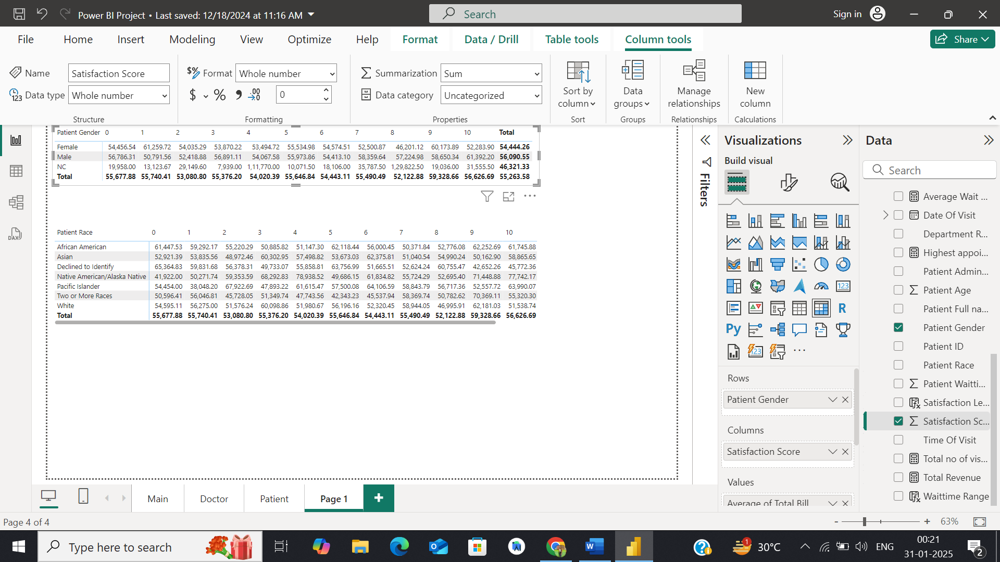 Power BI Project • Last saved: 12/18/2024 at 11:16 AM
Search
Sign in
File Home Insert Modeling View Optimize Help Format Data / Drill Table tools Column tools
Share
Name Satisfaction Score
Data type Whole number
Structure
$% Format Whole number
$ % 9 .00 0
Formatting
Summarization Sum
Data category Uncategorized
Properties
Sort by column
Sort
Data groups
Groups
Manage relationships
Relationships
New column
Calculations
Patient Gender 0 1 2 3 4 5 6 7 8 9 10 Total
Female 54,456.54 61,259.72 54,035.29 53,870.22 53,494.72 55,534.98 54,574.51 52,500.87 46,201.12 60,173.89 52,283.90 54,444.26
Male 56,786.31 50,791.56 52,418.88 56,891.11 54,067.58 55,973.86 54,413.10 58,359.64 57,224.98 58,650.34 61,392.20 56,090.55
NC 19,958.00 13,123.67 29,149.60 7,939.00 1,11,770.00 10,071.50 18,106.00 35,787.50 1,29,822.50 19,036.00 31,555.50 46,321.33
Total 55,677.88 55,740.41 53,080.80 55,376.20 54,020.39 55,646.84 54,443.11 55,490.49 52,122.88 59,328.66 56,626.69 55,263.58
Patient Race 0 1 2 3 4 5 6 7 8 9 10
African American 61,447.53 59,292.17 55,220.29 50,885.82 51,147.30 62,118.44 56,000.45 50,371.84 52,776.08 62,252.69 61,745.88
Asian 52,921.39 53,835.56 48,972.46 60,302.95 57,498.82 53,673.03 62,375.81 51,040.54 54,990.24 50,162.90 58,865.65
Declined to Identify 65,364.83 59,831.68 56,378.31 49,733.07 55,858.81 63,756.99 51,665.51 52,624.24 60,755.47 42,652.26 45,772.36
Native American/Alaska Native 41,922.00 50,271.74 59,353.59 68,292.83 78,938.52 49,686.15 61,834.82 55,724.29 52,695.40 71,448.88 77,742.17
Pacific Islander 54,454.00 38,048.20 67,922.69 47,893.22 61,615.47 57,500.08 64,106.59 58,843.79 56,717.36 52,557.72 63,990.07
Two or More Races 50,596.41 56,046.81 45,728.05 51,349.74 47,743.56 42,343.23 45,537.94 58,369.74 50,782.62 70,369.11 55,320.30
White 54,595.11 56,275.00 51,576.24 60,098.86 51,980.67 56,196.16 52,320.45 58,944.05 46,995.91 62,181.03 51,538.74
Total 55,677.88 55,740.41 53,080.80 55,376.20 54,020.39 55,646.84 54,443.11 55,490.49 52,122.88 59,328.66 56,626.69
DAX
Filters
Visualizations
Build visual
123
R
Py
123
...
Rows
Patient Gender
Columns
Satisfaction Score
Values
Average of Total Bill
Data
Search
Average Wait ...
Date Of Visit
Department R...
Highest appoi...
Patient Admin...
Patient Age
Patient Full na...
Patient Gender
Patient ID
Patient Race
Patient Waitti...
Satisfaction Le...
Satisfaction Sc...
Time Of Visit
Total no of vis...
Total Revenue
Waittime Range
Main Doctor Patient Page 1 +
Page 4 of 4
- + 63%
Type here to search
1
30°C
ENG
00:21
31-01-2025
2